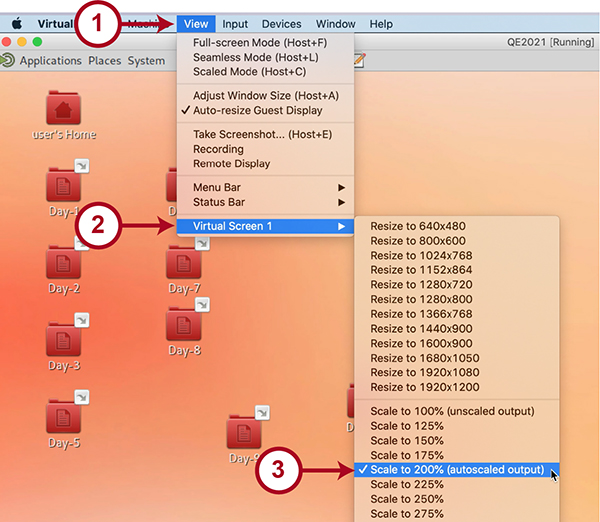 1
Virtual View Input Devices Window Help
QE2021 [Running]
Applications Places System
Full-screen Mode (Host+F)
Seamless Mode (Host+L)
Scaled Mode (Host+C)
Adjust Window Size (Host+A)
✓ Auto-resize Guest Display
Take Screenshot... (Host+E)
Recording
Remote Display
Menu Bar
Status Bar
2
Virtual Screen 1
user's Home
Day-1
Day-2
Day-7
Day-3
Day-8
Day-5
Resize to 640x480
Resize to 800x600
Resize to 1024x768
Resize to 1152x864
Resize to 1280x720
Resize to 1280x800
Resize to 1366x768
Resize to 1440x900
Resize to 1600x900
Resize to 1680x1050
Resize to 1920x1080
Resize to 1920x1200
Scale to 100% (unscaled output)
Scale to 125%
Scale to 150%
Scale to 175%
3
✓ Scale to 200% (autoscaled output)
Scale to 225%
Scale to 250%
Scale to 275%